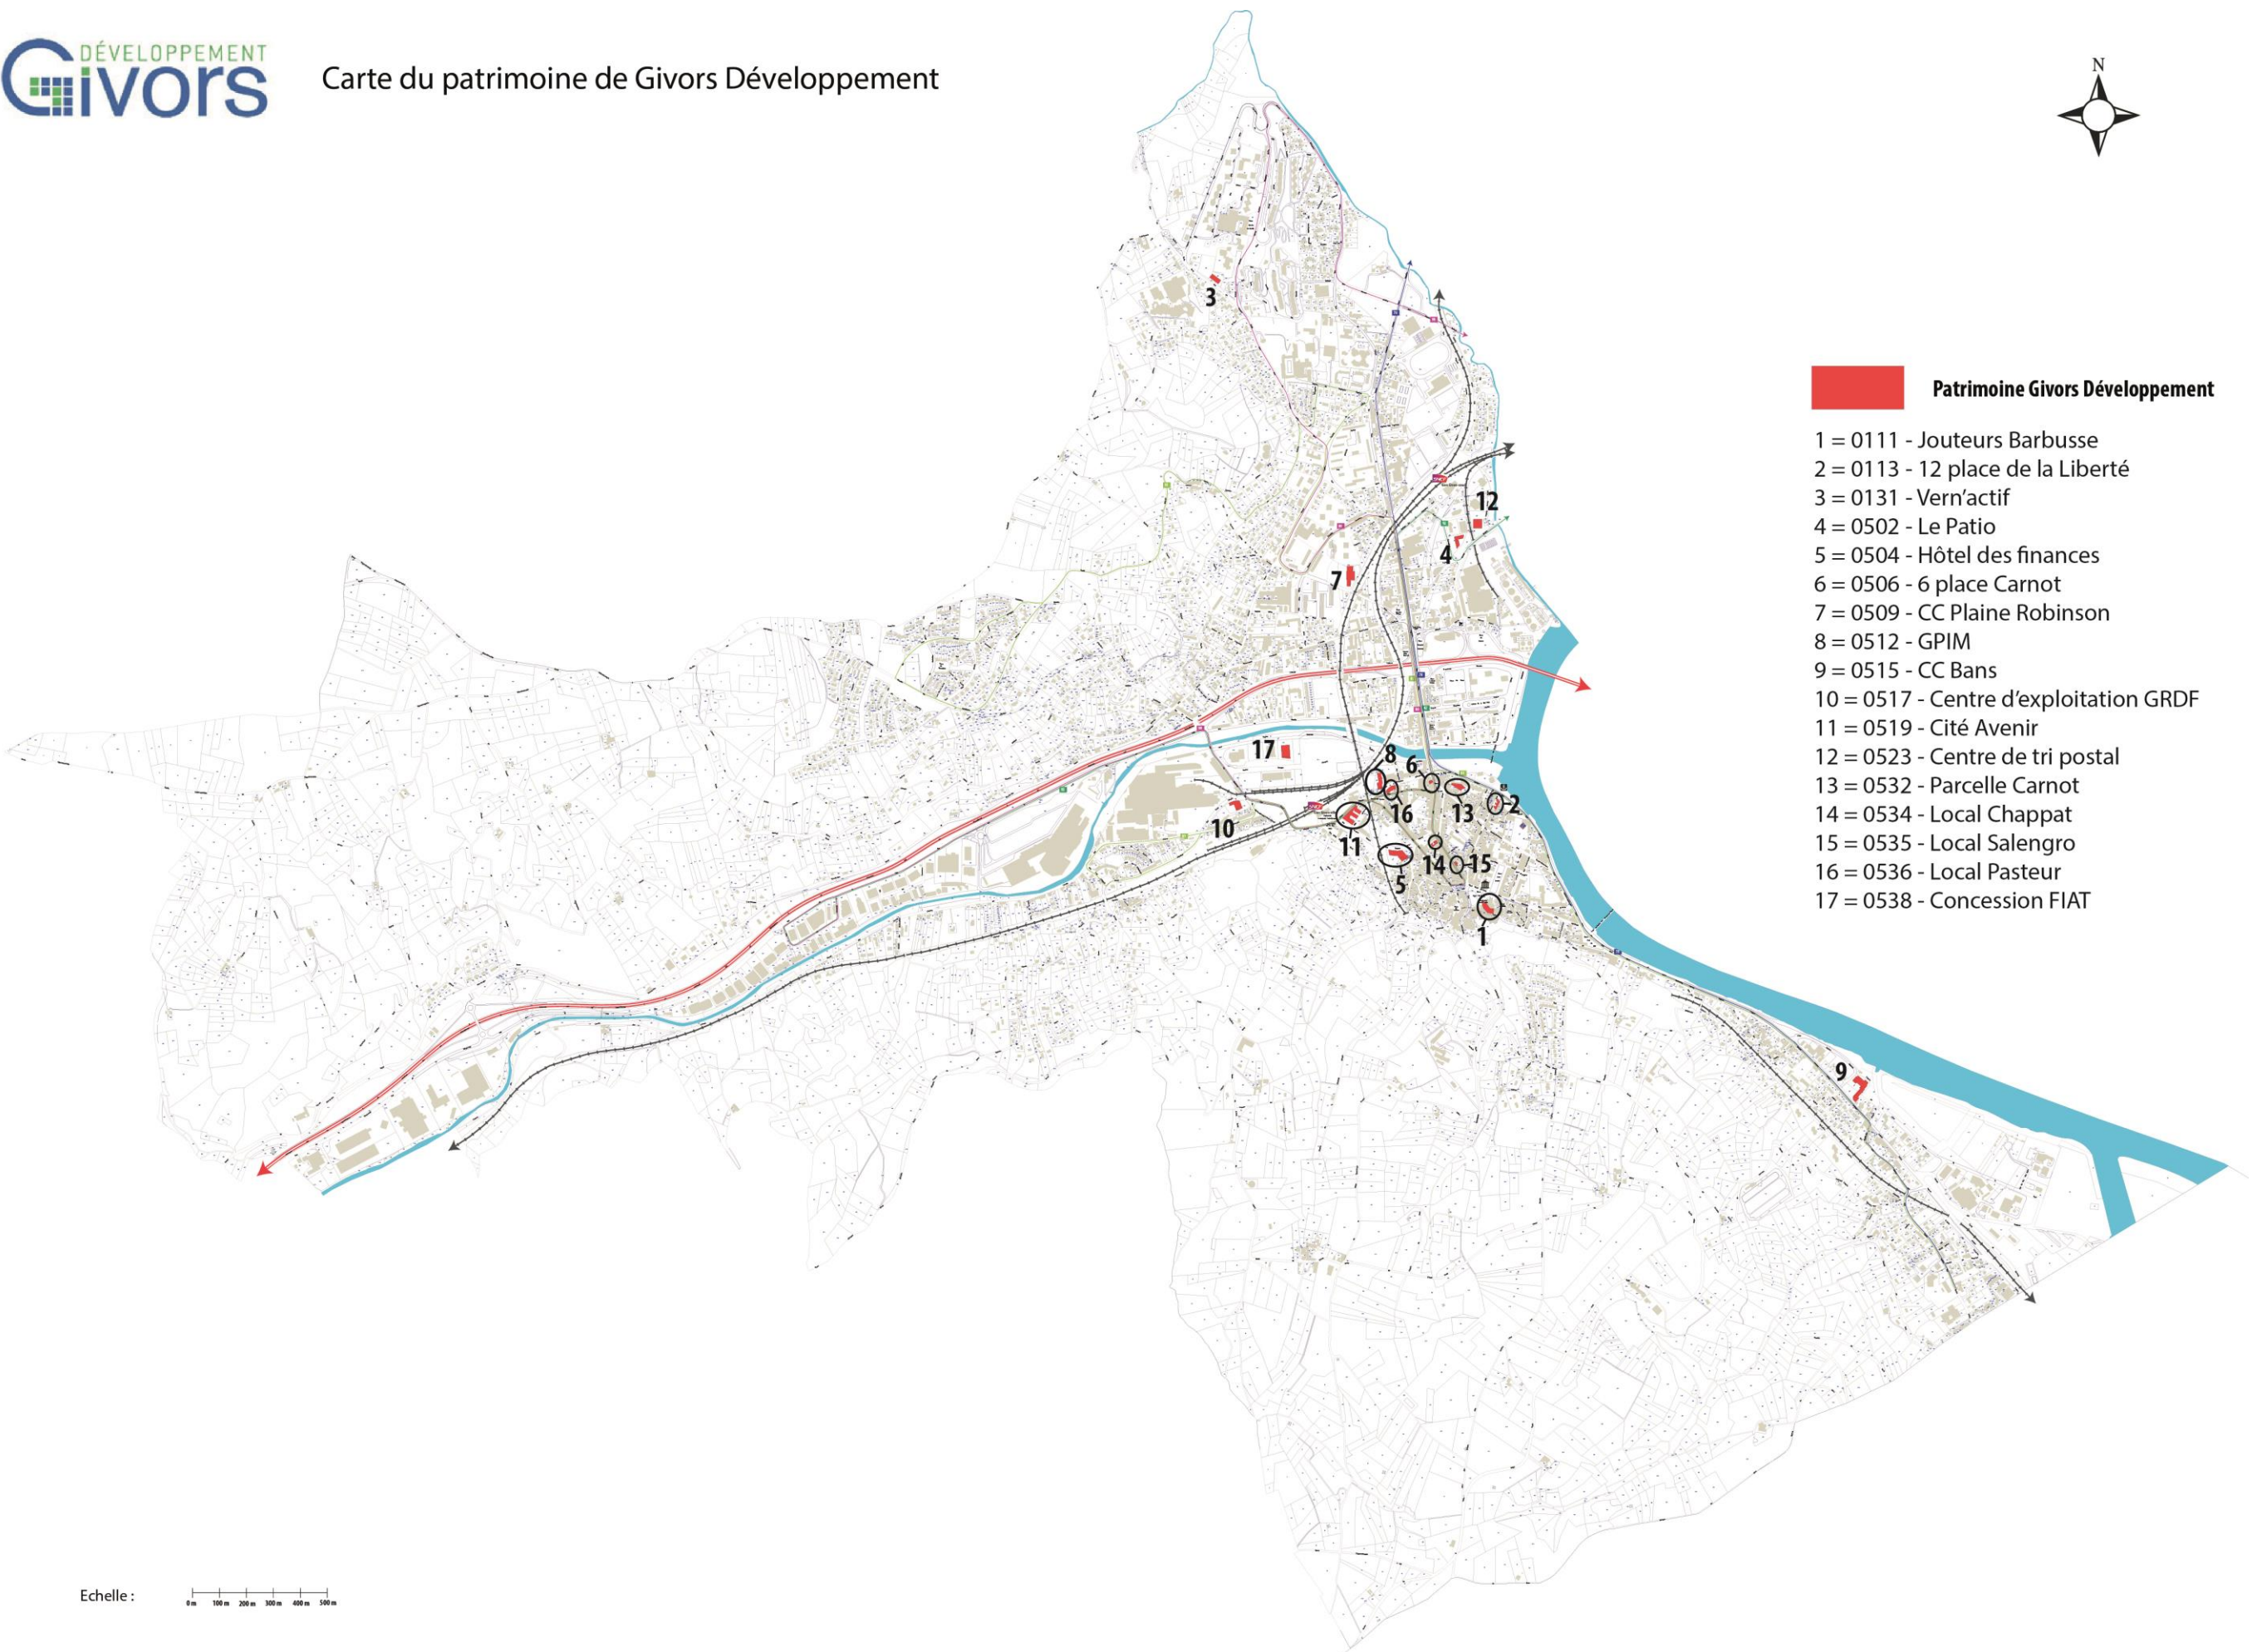 DÉVELOPPEMENT
Givors
Carte du patrimoine de Givors Développement
N
Patrimoine Givors Développement
1 = 0111 - Jouteurs Barbusse
2 = 0113 - 12 place de la Liberté
3 = 0131 - Vern’actif
4 = 0502 - Le Patio
5 = 0504 - Hôtel des finances
6 = 0506 - 6 place Carnot
7 = 0509 - CC Plaine Robinson
8 = 0512 - GPIM
9 = 0515 - CC Bans
10 = 0517 - Centre d’exploitation GRDF
11 = 0519 - Cité Avenir
12 = 0523 - Centre de tri postal
13 = 0532 - Parcelle Carnot
14 = 0534 - Local Chappat
15 = 0535 - Local Salengro
16 = 0536 - Local Pasteur
17 = 0538 - Concession FIAT
3
12
4
7
17
8
6
16
13
2
10
11
14
15
5
1
9
Echelle :
0 m 100 m 200 m 300 m 400 m 500 m